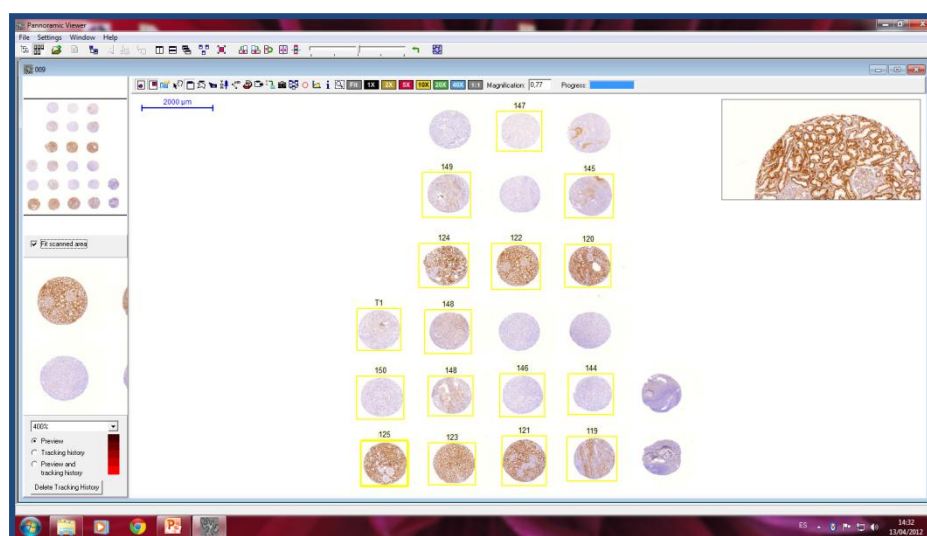 Pannoramic Viewer
File Settings Window Help
009
Fit 1X 2X 5X 10X 20X 40X 1:1 Magnification: 0,77 Progress:
2000 µm
147
149 145
124 122 120
Fit scanned area
T1 148
150 148 146 144
400%
Preview
Tracking history
Preview and
tracking history
Delete Tracking History
125 123 121 119
ES 14:32
13/04/2012